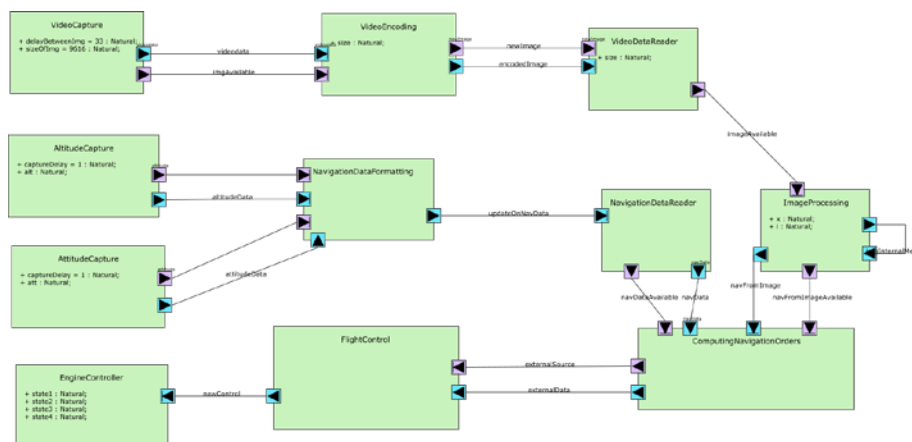 VideoCapture
+ delayBetweenImg = 33 : Natural;
+ sizeOfImg = 9616 : Natural;
videodata
imgAvailable
VideoEncoding
size : Natural;
newImage
encodedImage
VideoDataReader
+ size : Natural;
imageAvailable
AltitudeCapture
+ captureDelay = 1 : Natural;
+ alt : Natural;
altitudeData
NavigationDataFormatting
updateOnNavData
NavigationDataReader
ImageProcessing
+ x : Natural;
+ i : Natural;
AttitudeCapture
+ captureDelay = 1 : Natural;
+ att : Natural;
attitudeData
navDataAvailable
navData
navFromImage
navFromImageAvailable
FlightControl
externalSource
externalData
ComputingNavigationOrders
EngineController
+ state1 : Natural;
+ state2 : Natural;
+ state3 : Natural;
+ state4 : Natural;
newControl